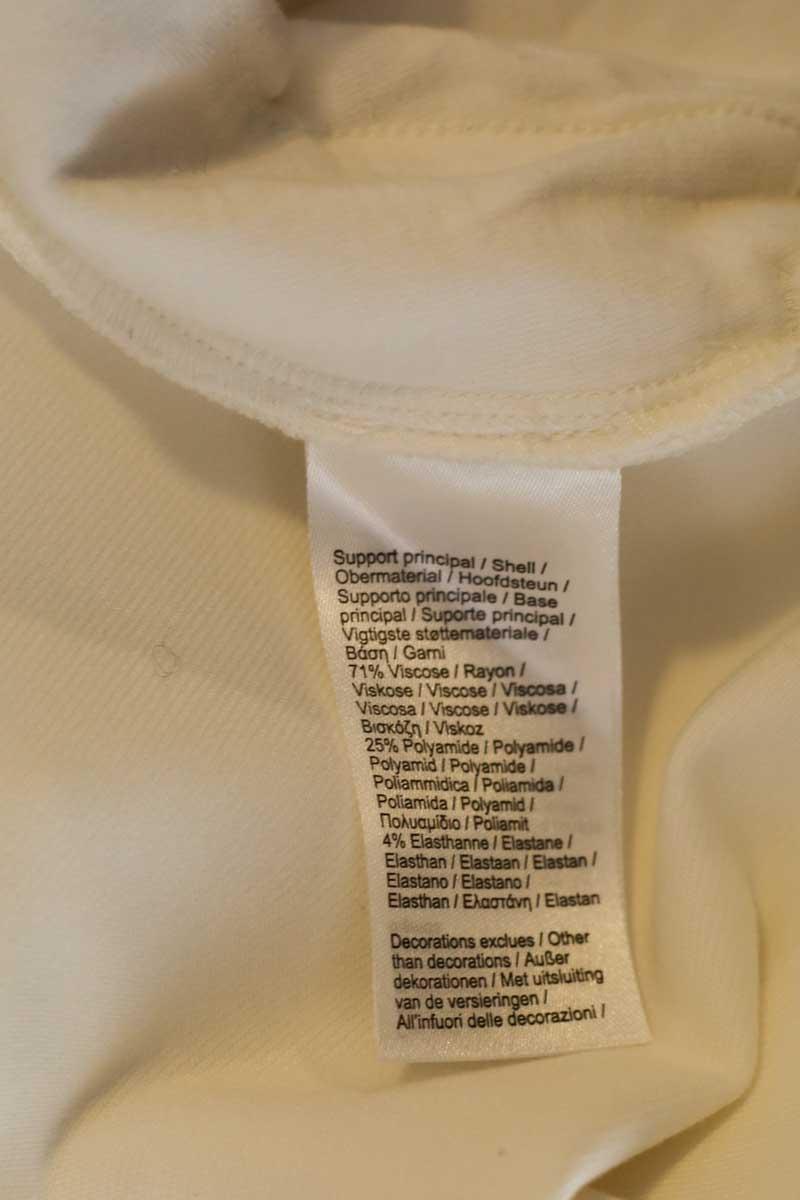 Support principal / Shell /
Obermaterial / Hoofdsteun /
Supporto principale / Base
principal / Suporte principal /
Vigtigste støttemateriale /
Βάση / Garni
71% Viscose / Rayon /
Viskose / Viscose / Viscosa /
Viscosa / Viscose / Viskose /
Βισκόζη / Viskoz
25% Polyamide / Polyamide /
Polyamid / Polyamide /
Poliammidica / Poliamida /
Poliamida / Polyamid /
Πολυαμίδιο / Poliamit
4% Elasthanne / Elastane /
Elasthan / Elastaan / Elastan /
Elastano / Elastano /
Elasthan / Ελαστάνη / Elastan
Decorations exclues / Other
than decorations / Außer
dekorationen / Met uitsluiting
van de versieringen /
All'infuori delle decorazioni /